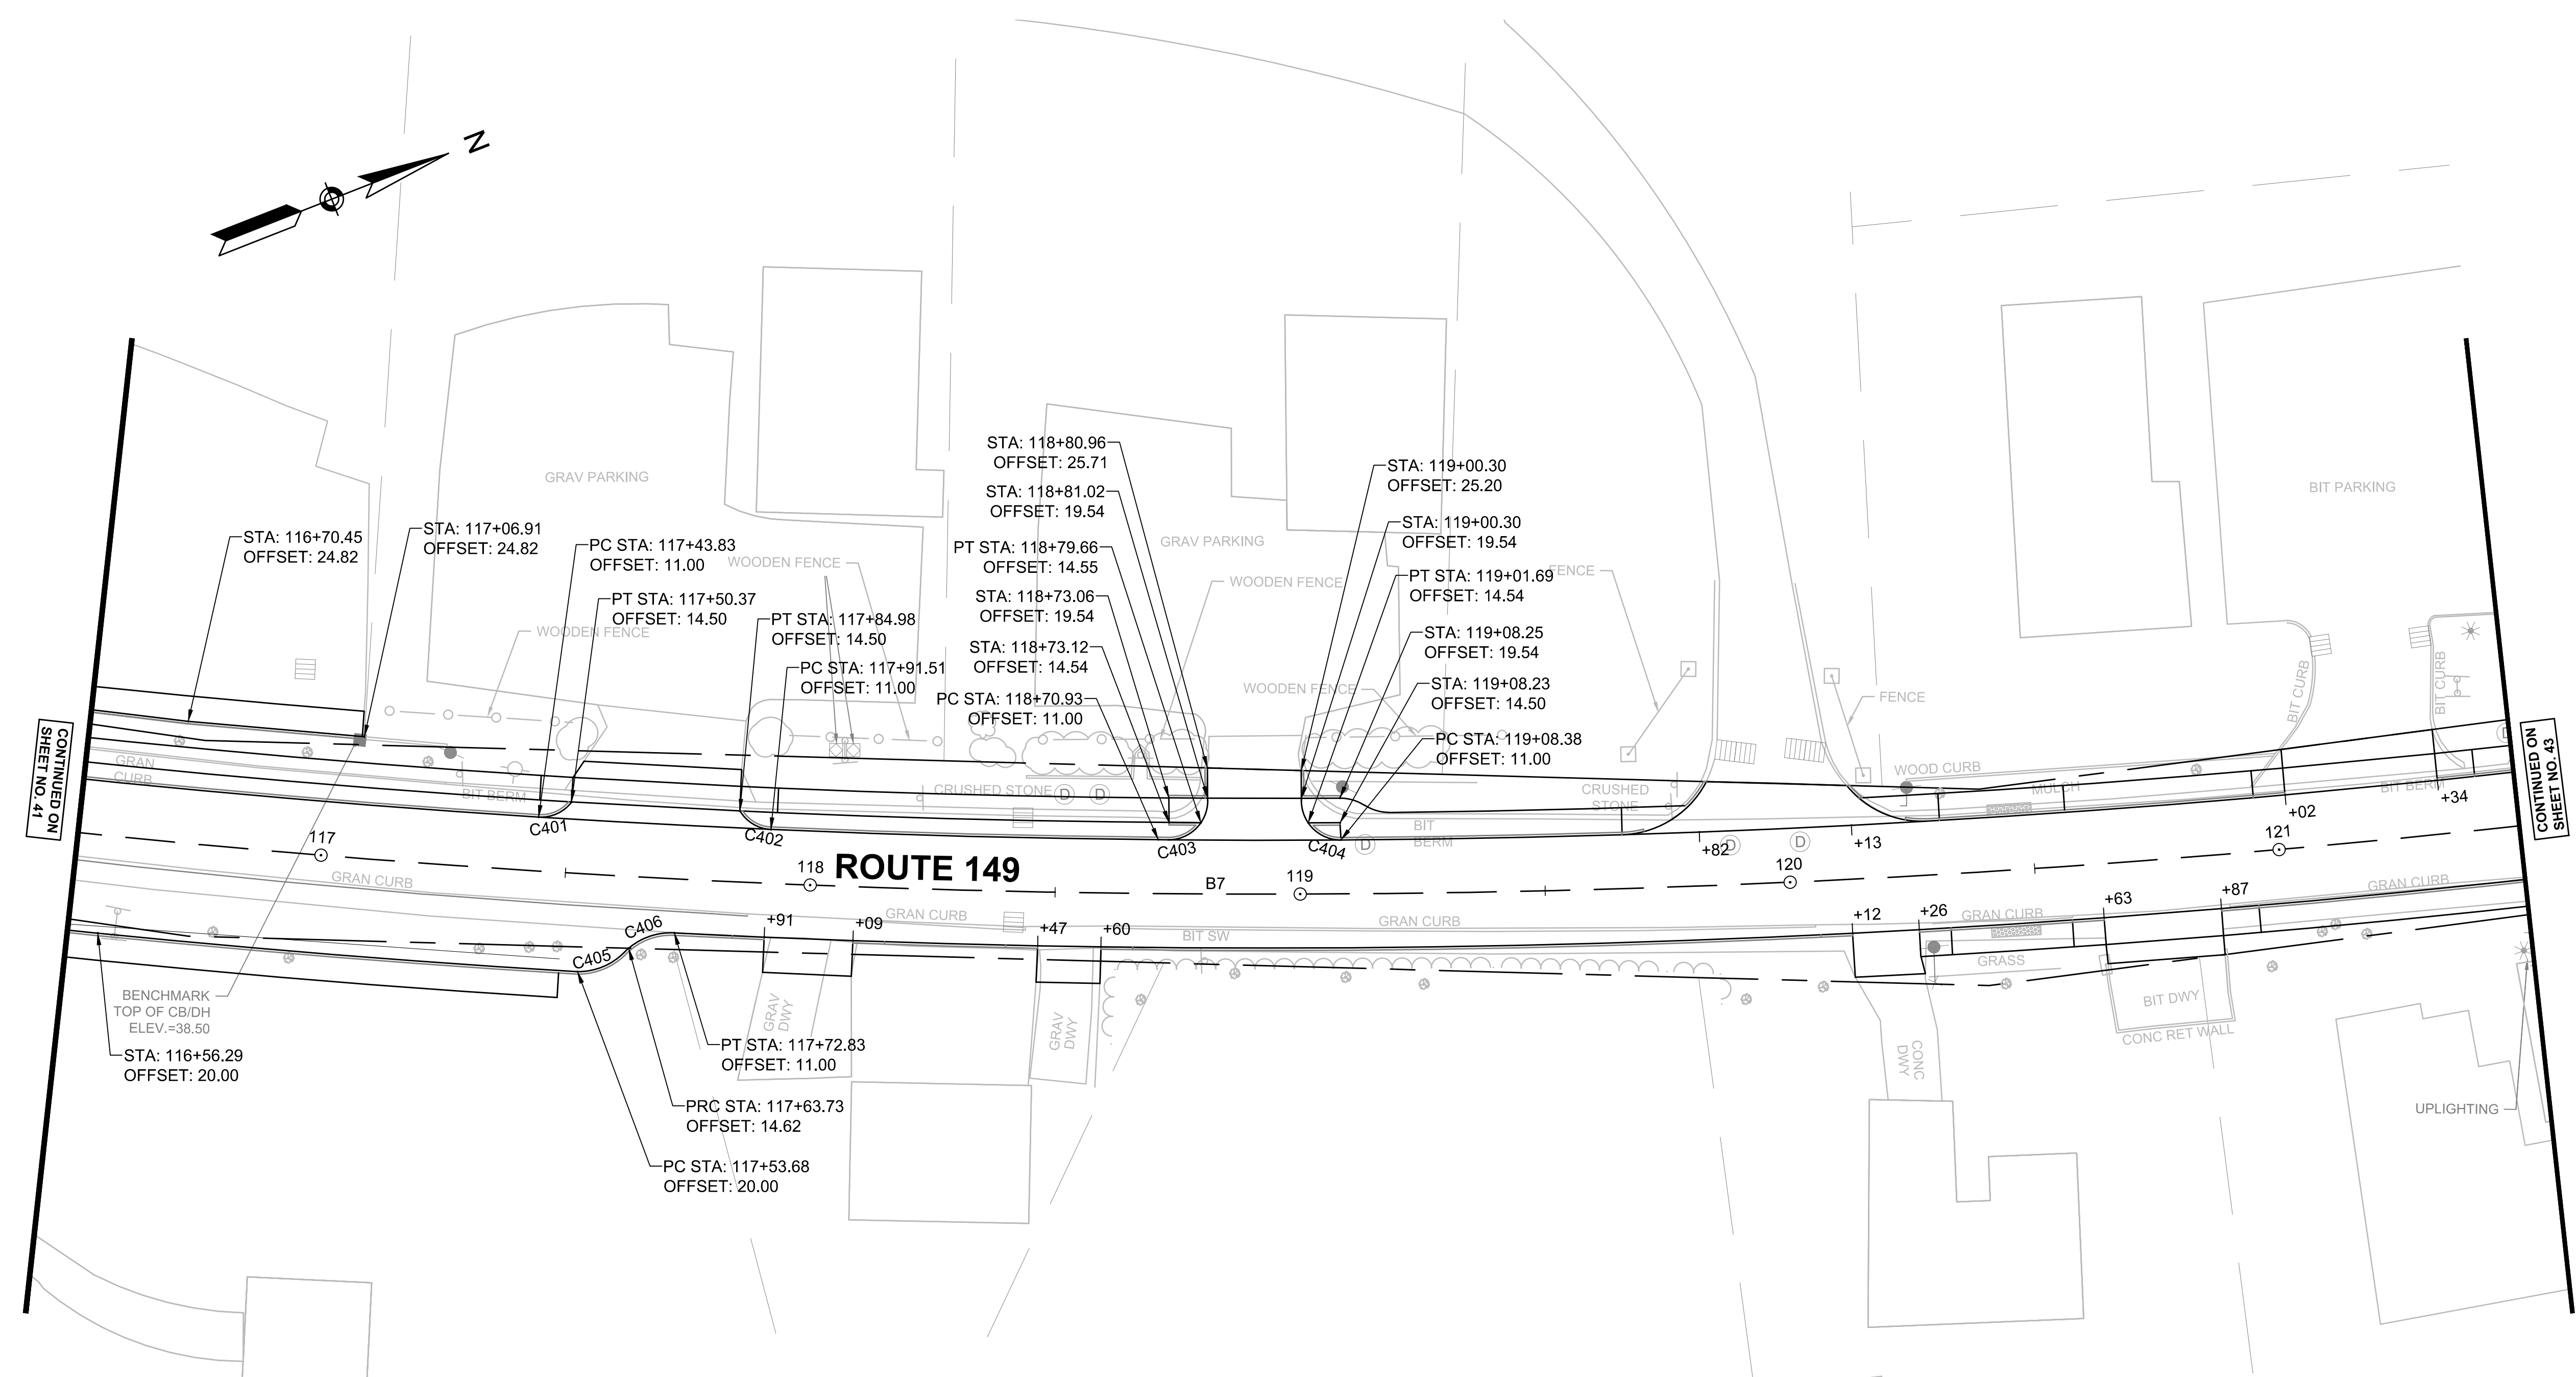 N
STA: 118+80.96
OFFSET: 25.71
STA: 118+81.02
OFFSET: 19.54
PT STA: 118+79.66
OFFSET: 14.55
STA: 118+73.06
OFFSET: 19.54
STA: 118+73.12
OFFSET: 14.54
PC STA: 118+70.93
OFFSET: 11.00
STA: 119+00.30
OFFSET: 25.20
STA: 119+00.30
OFFSET: 19.54
PT STA: 119+01.69
OFFSET: 14.54
STA: 119+08.25
OFFSET: 19.54
STA: 119+08.23
OFFSET: 14.50
PC STA: 119+08.38
OFFSET: 11.00
STA: 116+70.45
OFFSET: 24.82
STA: 117+06.91
OFFSET: 24.82
PC STA: 117+43.83
OFFSET: 11.00
PT STA: 117+50.37
OFFSET: 14.50
PT STA: 117+84.98
OFFSET: 14.50
PC STA: 117+91.51
OFFSET: 11.00
GRAV PARKING
WOODEN FENCE
WOODEN FENCE
GRAV PARKING
WOODEN FENCE
WOODEN FENCE
FENCE
FENCE
BIT PARKING
BIT CURB
BIT CURB
WOOD CURB
MULCH
BIT BERM
CRUSHED
STONE
CRUSHED STONE
D
D
D
D
D
D
BIT
BERM
GRAN
CURB
BIT BERM
CONTINUED ON
SHEET NO. 41
CONTINUED ON
SHEET NO. 43
C401
C402
C403
C404
+82
+13
+02
+34
117
118
ROUTE 149
B7
119
120
121
GRAN CURB
GRAN CURB
GRAN CURB
GRAN CURB
GRAN CURB
BIT SW
C405
C406
+91
+09
+47
+60
+12
+26
+63
+87
GRASS
GRAV
DWY
GRAV
DWY
CONC
DWY
BIT DWY
CONC RET WALL
UPLIGHTING
BENCHMARK
TOP OF CB/DH
ELEV.=38.50
STA: 116+56.29
OFFSET: 20.00
PT STA: 117+72.83
OFFSET: 11.00
PRC STA: 117+63.73
OFFSET: 14.62
PC STA: 117+53.68
OFFSET: 20.00